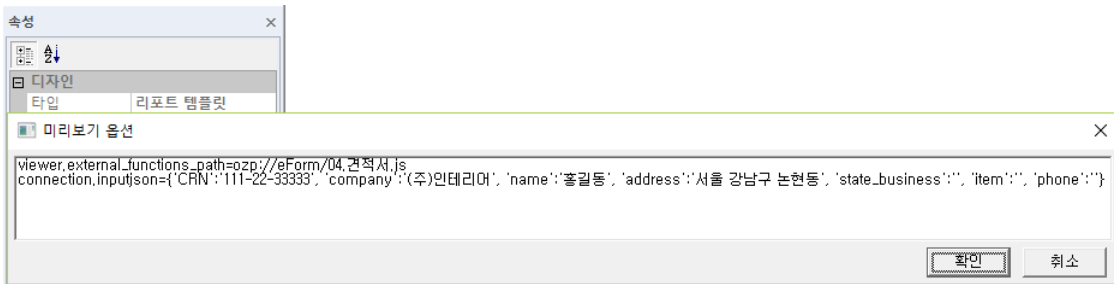 속성
디자인
타입 리포트 템플릿
미리보기 옵션
viewer.external_functions_path=ozp://eForm/04.견적서.js
connection.inputjson={'CRN':'111-22-33333', 'company':'(주)인테리어', 'name':'홍길동', 'address':'서울 강남구 논현동', 'state_business':'', 'item':'', 'phone':''}
확인 취소